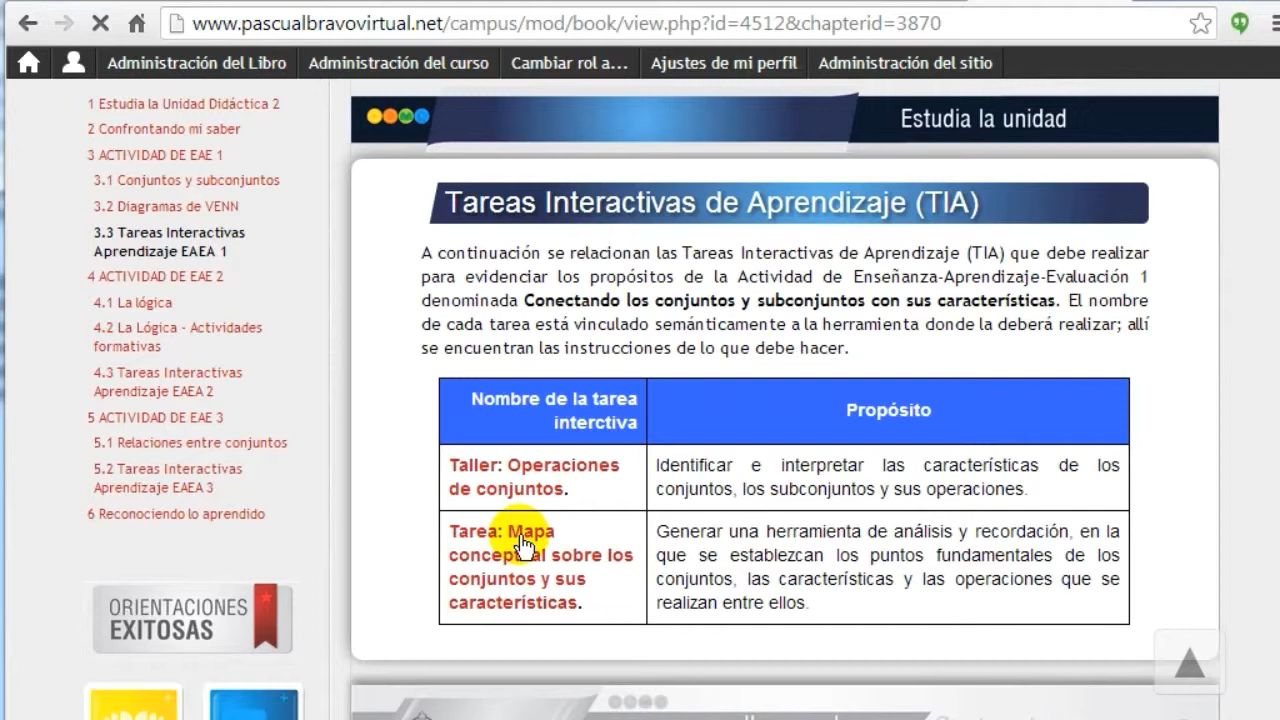 www.pascualbravovirtual.net/campus/mod/book/view.php?id=4512&chapterid=3870
Administración del Libro
Administración del curso
Cambiar rol a...
Ajustes de mi perfil
Administración del sitio
1 Estudia la Unidad Didáctica 2
2 Confrontando mi saber
3 ACTIVIDAD DE EAE 1
3.1 Conjuntos y subconjuntos
3.2 Diagramas de VENN
3.3 Tareas Interactivas
Aprendizaje EAEA 1
4 ACTIVIDAD DE EAE 2
4.1 La lógica
4.2 La Lógica - Actividades
formativas
4.3 Tareas Interactivas
Aprendizaje EAEA 2
5 ACTIVIDAD DE EAE 3
5.1 Relaciones entre conjuntos
5.2 Tareas Interactivas
Aprendizaje EAEA 3
6 Reconociendo lo aprendido
ORIENTACIONES
EXITOSAS
Estudia la unidad
Tareas Interactivas de Aprendizaje (TIA)
A continuación se relacionan las Tareas Interactivas de Aprendizaje (TIA) que debe realizar
para evidenciar los propósitos de la Actividad de Enseñanza-Aprendizaje-Evaluación 1
denominada Conectando los conjuntos y subconjuntos con sus características. El nombre
de cada tarea está vinculado semánticamente a la herramienta donde la deberá realizar; allí
se encuentran las instrucciones de lo que debe hacer.
Nombre de la tarea
interctiva
Propósito
Taller: Operaciones
de conjuntos.
Identificar e interpretar las características de los
conjuntos, los subconjuntos y sus operaciones.
Tarea: Mapa
conceptual sobre los
conjuntos y sus
características.
Generar una herramienta de análisis y recordación, en la
que se establezcan los puntos fundamentales de los
conjuntos, las características y las operaciones que se
realizan entre ellos.